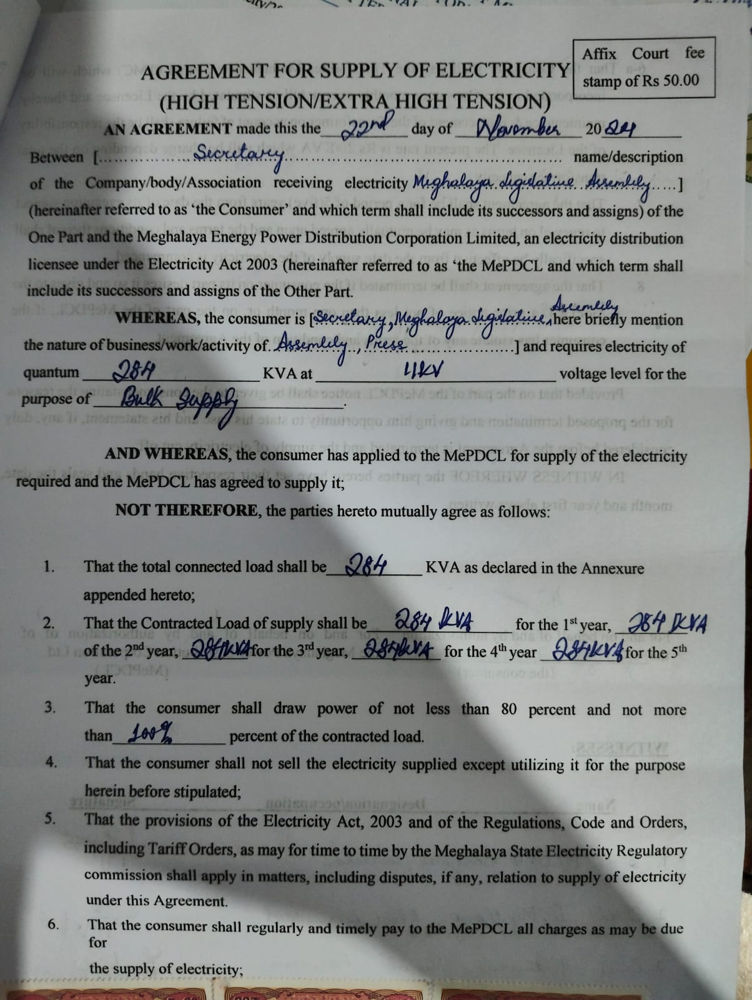 AGREEMENT FOR SUPPLY OF ELECTRICITY
(HIGH TENSION/EXTRA HIGH TENSION)
Affix Court fee
stamp of Rs 50.00
AN AGREEMENT made this the 22nd day of November 2024
Between [.................. Secretary............................................................ name/description
of the Company/body/Association receiving electricity Meghalaya Legislative Assembly.....]
(hereinafter referred to as ‘the Consumer’ and which term shall include its successors and assigns) of the
One Part and the Meghalaya Energy Power Distribution Corporation Limited, an electricity distribution
licensee under the Electricity Act 2003 (hereinafter referred to as ‘the MePDCL and which term shall
include its successors and assigns of the Other Part.
WHEREAS, the consumer is [Secretary, Meghalaya Legislative Assembly here briefly mention
the nature of business/work/activity of. Assembly, Press.......................] and requires electricity of
quantum 284 KVA at 11KV voltage level for the
purpose of Bulk Supply.
AND WHEREAS, the consumer has applied to the MePDCL for supply of the electricity
required and the MePDCL has agreed to supply it;
NOT THEREFORE, the parties hereto mutually agree as follows:
1. That the total connected load shall be 284 KVA as declared in the Annexure
appended hereto;
2. That the Contracted Load of supply shall be 284 KVA for the 1st year, 284 KVA
of the 2nd year, 284KVA for the 3rd year, 284KVA for the 4th year 284KVA for the 5th
year.
3. That the consumer shall draw power of not less than 80 percent and not more
than 100% percent of the contracted load.
4. That the consumer shall not sell the electricity supplied except utilizing it for the purpose
herein before stipulated;
5. That the provisions of the Electricity Act, 2003 and of the Regulations, Code and Orders,
including Tariff Orders, as may for time to time by the Meghalaya State Electricity Regulatory
commission shall apply in matters, including disputes, if any, relation to supply of electricity
under this Agreement.
6. That the consumer shall regularly and timely pay to the MePDCL all charges as may be due
for
the supply of electricity;